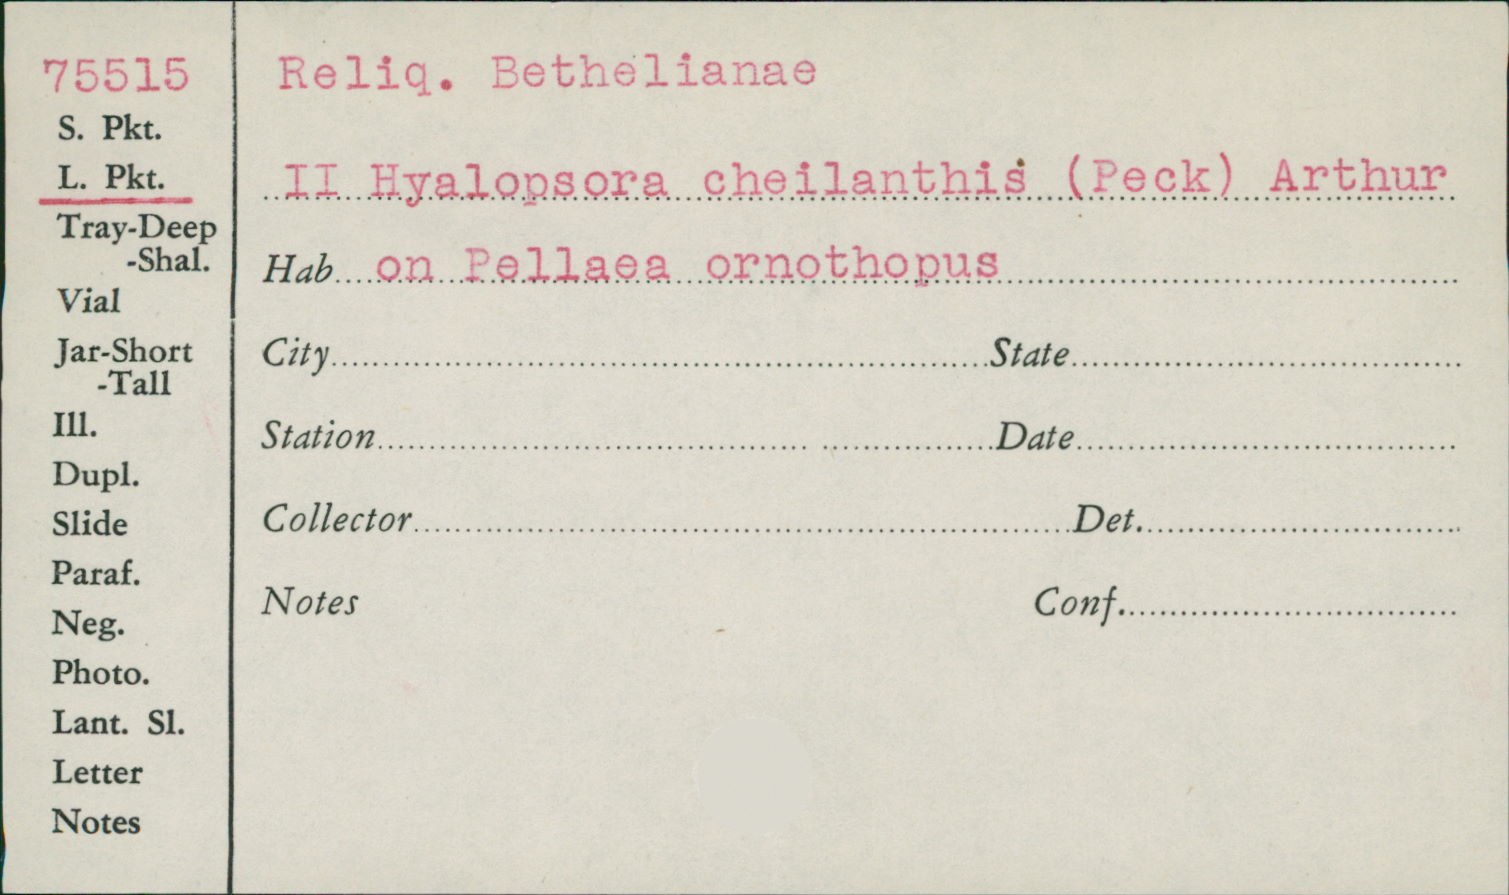 75515
S. Pkt.
L. Pkt.
Tray-Deep
-Shal.
Vial
Jar-Short
-Tall
Ill.
Dupl.
Slide
Paraf.
Neg.
Photo.
Lant. Sl.
Letter
Notes
Reliq. Bethelianae
II Hyalopsora cheilanthis (Peck) Arthur
Hab on Pellaea ornothopus
City State
Station Date
Collector Det.
Notes Conf.